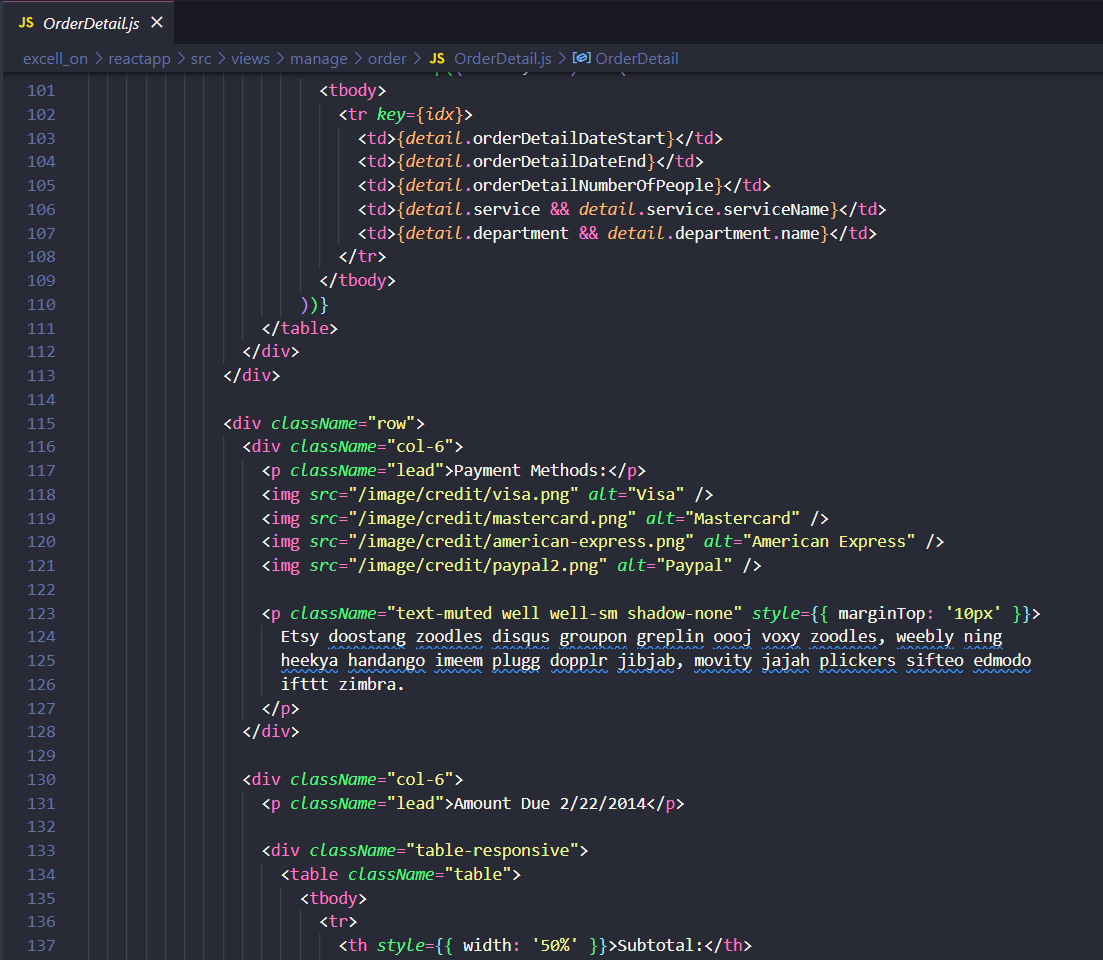 JS OrderDetail.js ×
excell_on > reactapp > src > views > manage > order > JS OrderDetail.js > OrderDetail
101 <tbody>
102 <tr key={idx}>
103 <td>{detail.orderDetailDateStart}</td>
104 <td>{detail.orderDetailDateEnd}</td>
105 <td>{detail.orderDetailNumberOfPeople}</td>
106 <td>{detail.service && detail.service.serviceName}</td>
107 <td>{detail.department && detail.department.name}</td>
108 </tr>
109 </tbody>
110 ))}
111 </table>
112 </div>
113 </div>
114
115 <div className="row">
116 <div className="col-6">
117 <p className="lead">Payment Methods:</p>
118 <img src="/image/credit/visa.png" alt="Visa" />
119 <img src="/image/credit/mastercard.png" alt="Mastercard" />
120 <img src="/image/credit/american-express.png" alt="American Express" />
121 <img src="/image/credit/paypal2.png" alt="Paypal" />
122
123 <p className="text-muted well well-sm shadow-none" style={{ marginTop: '10px' }}>
124 Etsy doostang zoodles disqus groupon greplin oooj voxy zoodles, weebly ning
125 heekya handango imeem plugg dopplr jibjab, movity jajah plickers sifteo edmodo
126 ifttt zimbra.
127 </p>
128 </div>
129
130 <div className="col-6">
131 <p className="lead">Amount Due 2/22/2014</p>
132
133 <div className="table-responsive">
134 <table className="table">
135 <tbody>
136 <tr>
137 <th style={{ width: '50%' }}>Subtotal:</th>